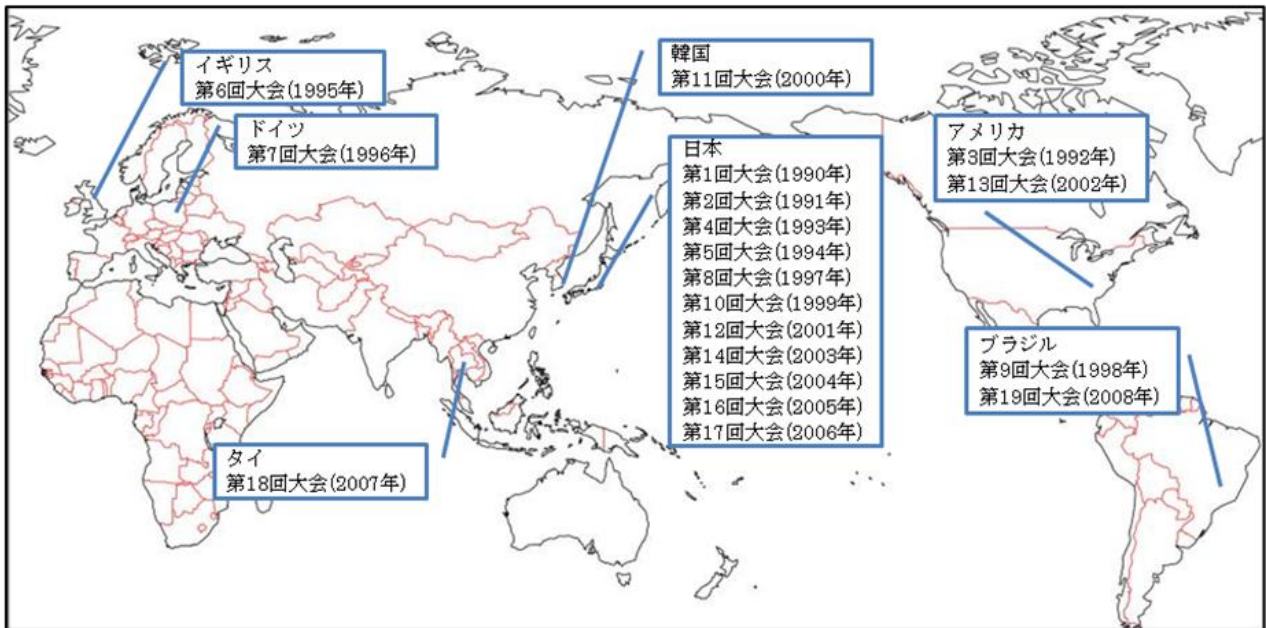 イギリス
第6回大会(1995年)
ドイツ
第7回大会(1996年)
韓国
第11回大会(2000年)
日本
第1回大会(1990年)
第2回大会(1991年)
第4回大会(1993年)
第5回大会(1994年)
第8回大会(1997年)
第10回大会(1999年)
第12回大会(2001年)
第14回大会(2003年)
第15回大会(2004年)
第16回大会(2005年)
第17回大会(2006年)
アメリカ
第3回大会(1992年)
第13回大会(2002年)
ブラジル
第9回大会(1998年)
第19回大会(2008年)
タイ
第18回大会(2007年)